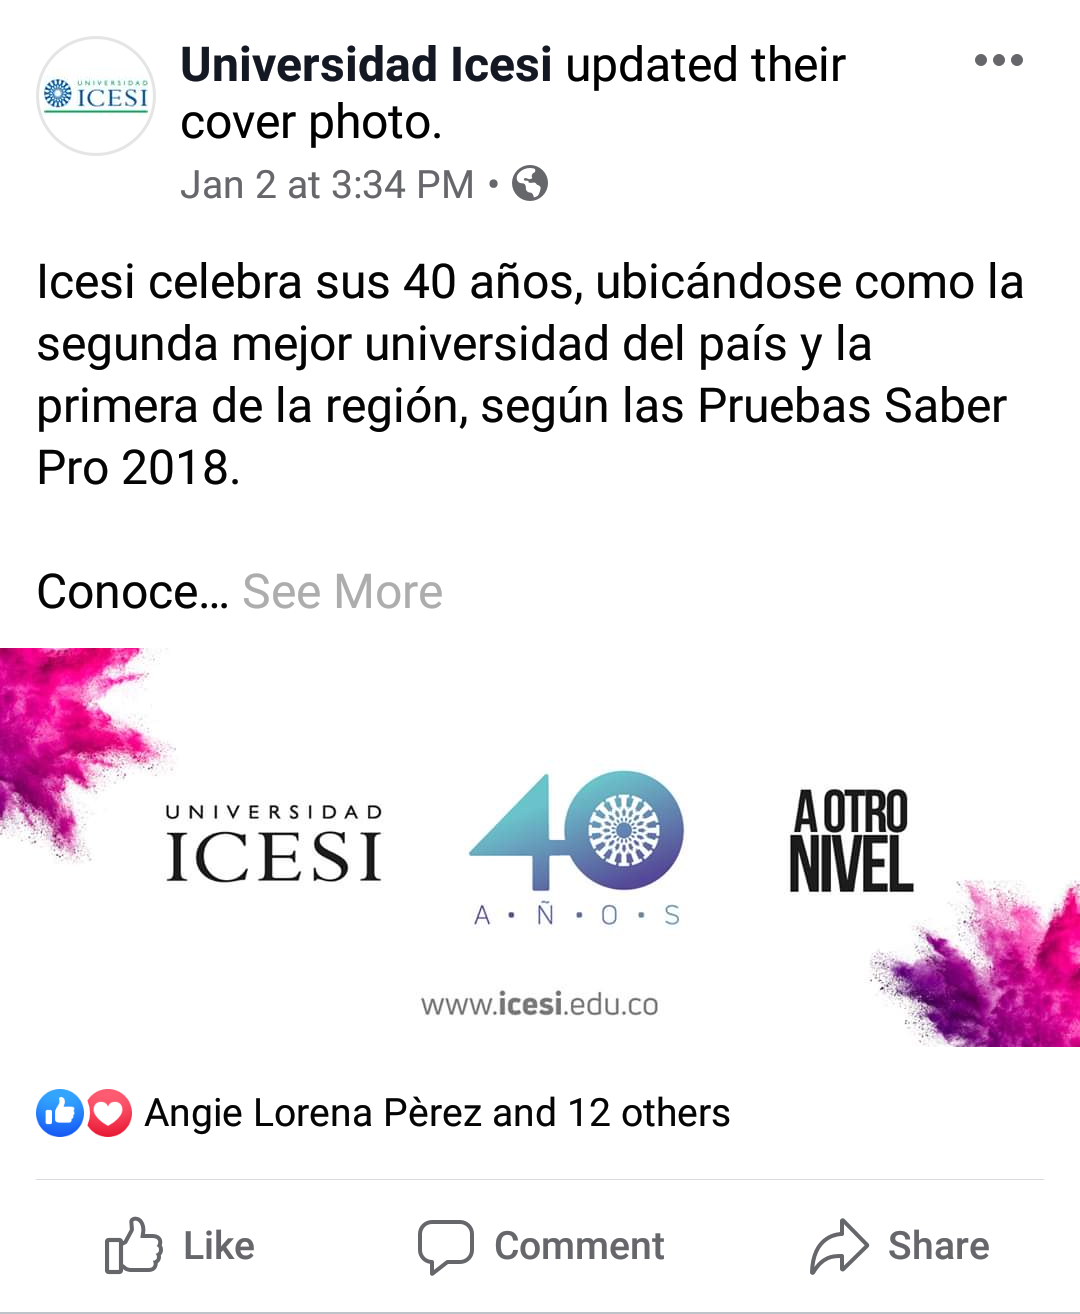 UNIVERSIDAD
ICESI
Universidad Icesi updated their
cover photo.
Jan 2 at 3:34 PM •
Icesi celebra sus 40 años, ubicándose como la
segunda mejor universidad del país y la
primera de la región, según las Pruebas Saber
Pro 2018.
Conoce... See More
UNIVERSIDAD
ICESI
40
A • Ñ • O • S
A OTRO
NIVEL
www.icesi.edu.co
Angie Lorena Pèrez and 12 others
Like
Comment
Share